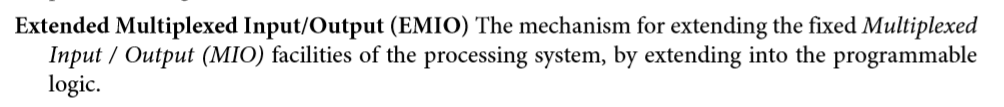 Extended Multiplexed Input/Output (EMIO) The mechanism for extending the fixed Multiplexed
Input / Output (MIO) facilities of the processing system, by extending into the programmable
logic.